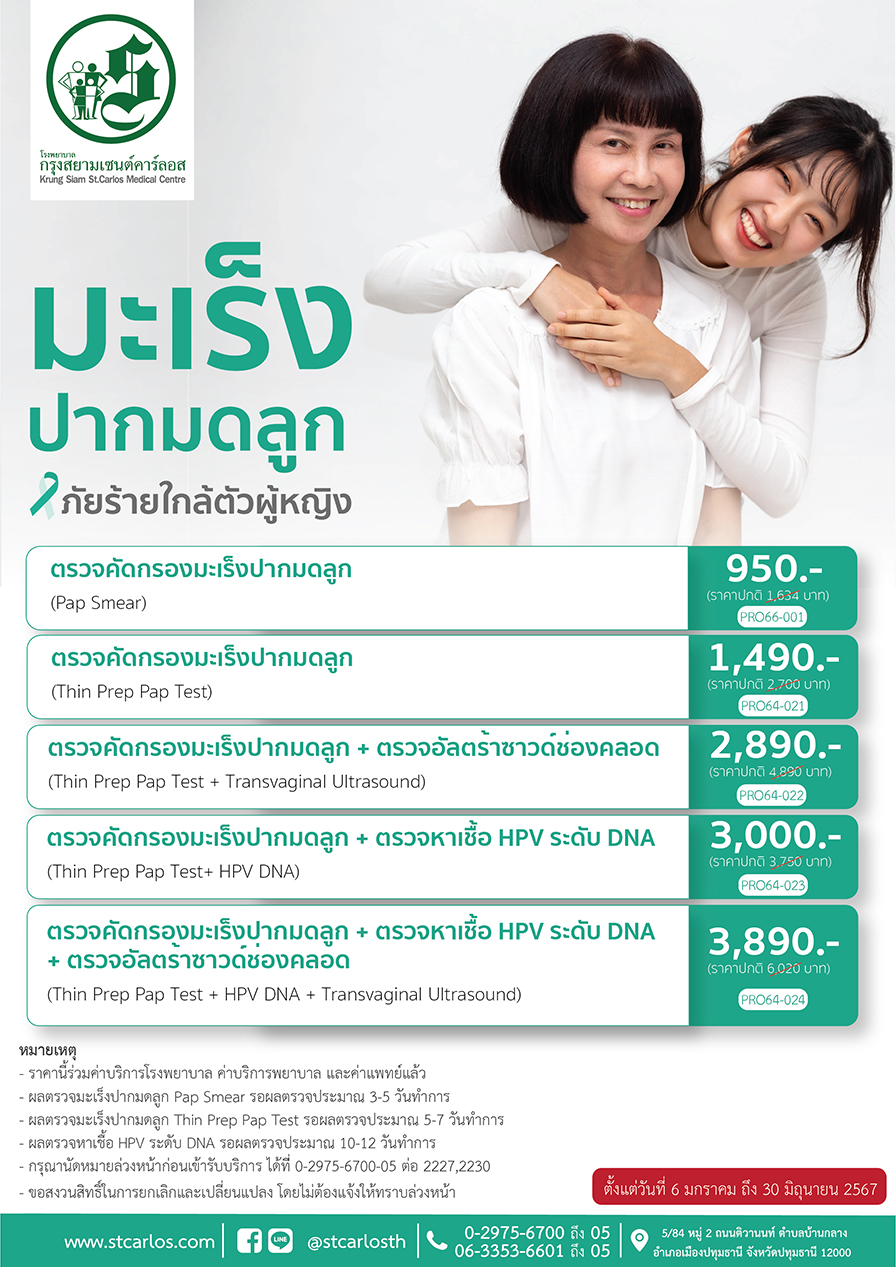 โรงพยาบาล
กรุงสยามเซนต์คาร์ลอส
Krung Siam St.Carlos Medical Centre
มะเร็ง
ปากมดลูก
ภัยร้ายใกล้ตัวผู้หญิง
ตรวจคัดกรองมะเร็งปากมดลูก
(Pap Smear)
950.-
(ราคาปกติ 1,634 บาท)
PRO66-001
ตรวจคัดกรองมะเร็งปากมดลูก
(Thin Prep Pap Test)
1,490.-
(ราคาปกติ 2,700 บาท)
PRO64-021
ตรวจคัดกรองมะเร็งปากมดลูก + ตรวจอัลตร้าซาวด์ช่องคลอด
(Thin Prep Pap Test + Transvaginal Ultrasound)
2,890.-
(ราคาปกติ 4,890 บาท)
PRO64-022
ตรวจคัดกรองมะเร็งปากมดลูก + ตรวจหาเชื้อ HPV ระดับ DNA
(Thin Prep Pap Test+ HPV DNA)
3,000.-
(ราคาปกติ 3,750 บาท)
PRO64-023
ตรวจคัดกรองมะเร็งปากมดลูก + ตรวจหาเชื้อ HPV ระดับ DNA
+ ตรวจอัลตร้าซาวด์ช่องคลอด
(Thin Prep Pap Test + HPV DNA + Transvaginal Ultrasound)
3,890.-
(ราคาปกติ 6,020 บาท)
PRO64-024
หมายเหตุ
- ราคานี้ร่วมค่าบริการโรงพยาบาล ค่าบริการพยาบาล และค่าแพทย์แล้ว
- ผลตรวจมะเร็งปากมดลูก Pap Smear รอผลตรวจประมาณ 3-5 วันทำการ
- ผลตรวจมะเร็งปากมดลูก Thin Prep Pap Test รอผลตรวจประมาณ 5-7 วันทำการ
- ผลตรวจหาเชื้อ HPV ระดับ DNA รอผลตรวจประมาณ 10-12 วันทำการ
- กรุณานัดหมายล่วงหน้าก่อนเข้ารับบริการ ได้ที่ 0-2975-6700-05 ต่อ 2227,2230
- ขอสงวนสิทธิ์ในการยกเลิกและเปลี่ยนแปลง โดยไม่ต้องแจ้งให้ทราบล่วงหน้า
ตั้งแต่วันที่ 6 มกราคม ถึง 30 มิถุนายน 2567
www.stcarlos.com
LINE
@stcarlosth
0-2975-6700 ถึง 05
06-3353-6601 ถึง 05
5/84 หมู่ 2 ถนนติวานนท์ ตำบลบ้านกลาง
อำเภอเมืองปทุมธานี จังหวัดปทุมธานี 12000